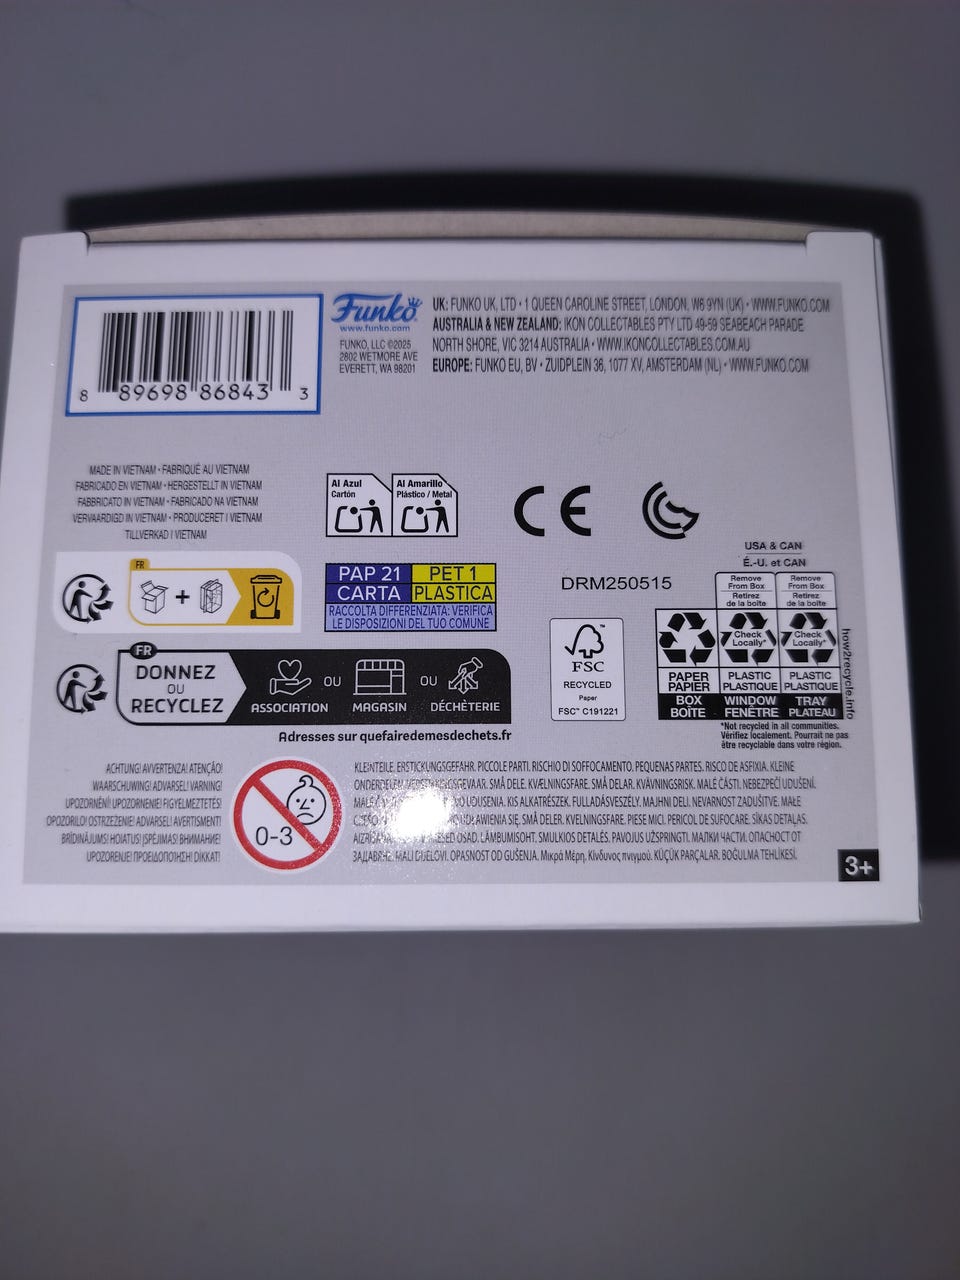 8 89698 86843 3
Funko
www.funko.com
FUNKO, LLC ©2025
2802 WETMORE AVE
EVERETT, WA 98201
UK: FUNKO UK, LTD • 1 QUEEN CAROLINE STREET, LONDON, W6 9YN (UK) • WWW.FUNKO.COM
AUSTRALIA & NEW ZEALAND: IKON COLLECTABLES PTY LTD 49-59 SEABEACH PARADE
NORTH SHORE, VIC 3214 AUSTRALIA • WWW.IKONCOLLECTABLES.COM.AU
EUROPE: FUNKO EU, BV • ZUIDPLEIN 36, 1077 XV, AMSTERDAM (NL) • WWW.FUNKO.COM
MADE IN VIETNAM • FABRIQUÉ AU VIETNAM
FABRICADO EN VIETNAM • HERGESTELLT IN VIETNAM
FABBRICATO IN VIETNAM • FABRICADO NA VIETNAM
VERVAARDIGD IN VIETNAM • PRODUCERET I VIETNAM
TILLVERKAD I VIETNAM
Al Azul
Cartón
Al Amarillo
Plástico / Metal
CE
FR
+
PAP 21
CARTA
PET 1
PLASTICA
RACCOLTA DIFFERENZIATA: VERIFICA
LE DISPOSIZIONI DEL TUO COMUNE
DRM250515
FSC
RECYCLED
Paper
FSC™ C191221
USA & CAN
É.-U. et CAN
Remove
From Box
Retirez
de la boîte
Remove
From Box
Retirez
de la boîte
Check
Locally*
Check
Locally*
PAPER
PAPIER
PLASTIC
PLASTIQUE
PLASTIC
PLASTIQUE
BOX
BOÎTE
WINDOW
FENÊTRE
TRAY
PLATEAU
how2recycle.info
*Not recycled in all communities.
Vérifiez localement. Pourrait ne pas
être recyclable dans votre région.
FR
DONNEZ
OU
RECYCLEZ
ASSOCIATION
OU
MAGASIN
OU
DÉCHÈTERIE
Adresses sur quefairedemesdechets.fr
ACHTUNG! AVVERTENZA! ATENÇÃO!
WAARSCHUWING! ADVARSEL! VARNING!
UPOZORNĚNÍ! UPOZORNENIE! FIGYELMEZTETÉS!
OPOZORILO! OSTRZEŻENIE! ADVARSEL! AVERTISMENT!
BRĪDINĀJUMS! HOIATUS! ĮSPĖJIMAS! ВНИМАНИЕ!
UPOZORENJE! ΠΡΟΕΙΔΟΠΟΙΗΣΗ! DIKKAT!
0-3
KLEINTEILE. ERSTICKUNGSGEFAHR. PICCOLE PARTI. RISCHIO DI SOFFOCAMENTO. PEQUENAS PARTES. RISCO DE ASFIXIA. KLEINE
SMÅ DELE. KVÆLNINGSFARE. SMÅ DELAR. KVÄVNINGSRISK. MALÉ ČÁSTI. NEBEZPEČÍ UDUŠENÍ.
UDUSENIA. KIS ALKATRÉSZEK. FULLADÁSVESZÉLY. MAJHNI DELI. NEVARNOST ZADUŠITVE. MAŁE
SMÅ DELER. KVELNINGSFARE. PIESE MICI. PERICOL DE SUFOCARE. SĪKAS DETAĻAS.
OSAD. LÄMBUMISOHT. SMULKIOS DETALĖS. PAVOJUS UŽSPRINGTI. МАЛКИ ЧАСТИ. ОПАСНОСТ ОТ
ЗАДАВЯНЕ. MALI DIJELOVI. OPASNOST OD GUŠENJA. Μικρά Μέρη. Κίνδυνος πνιγμού. KÜÇÜK PARÇALAR. BOĞULMA TEHLİKESİ.
3+